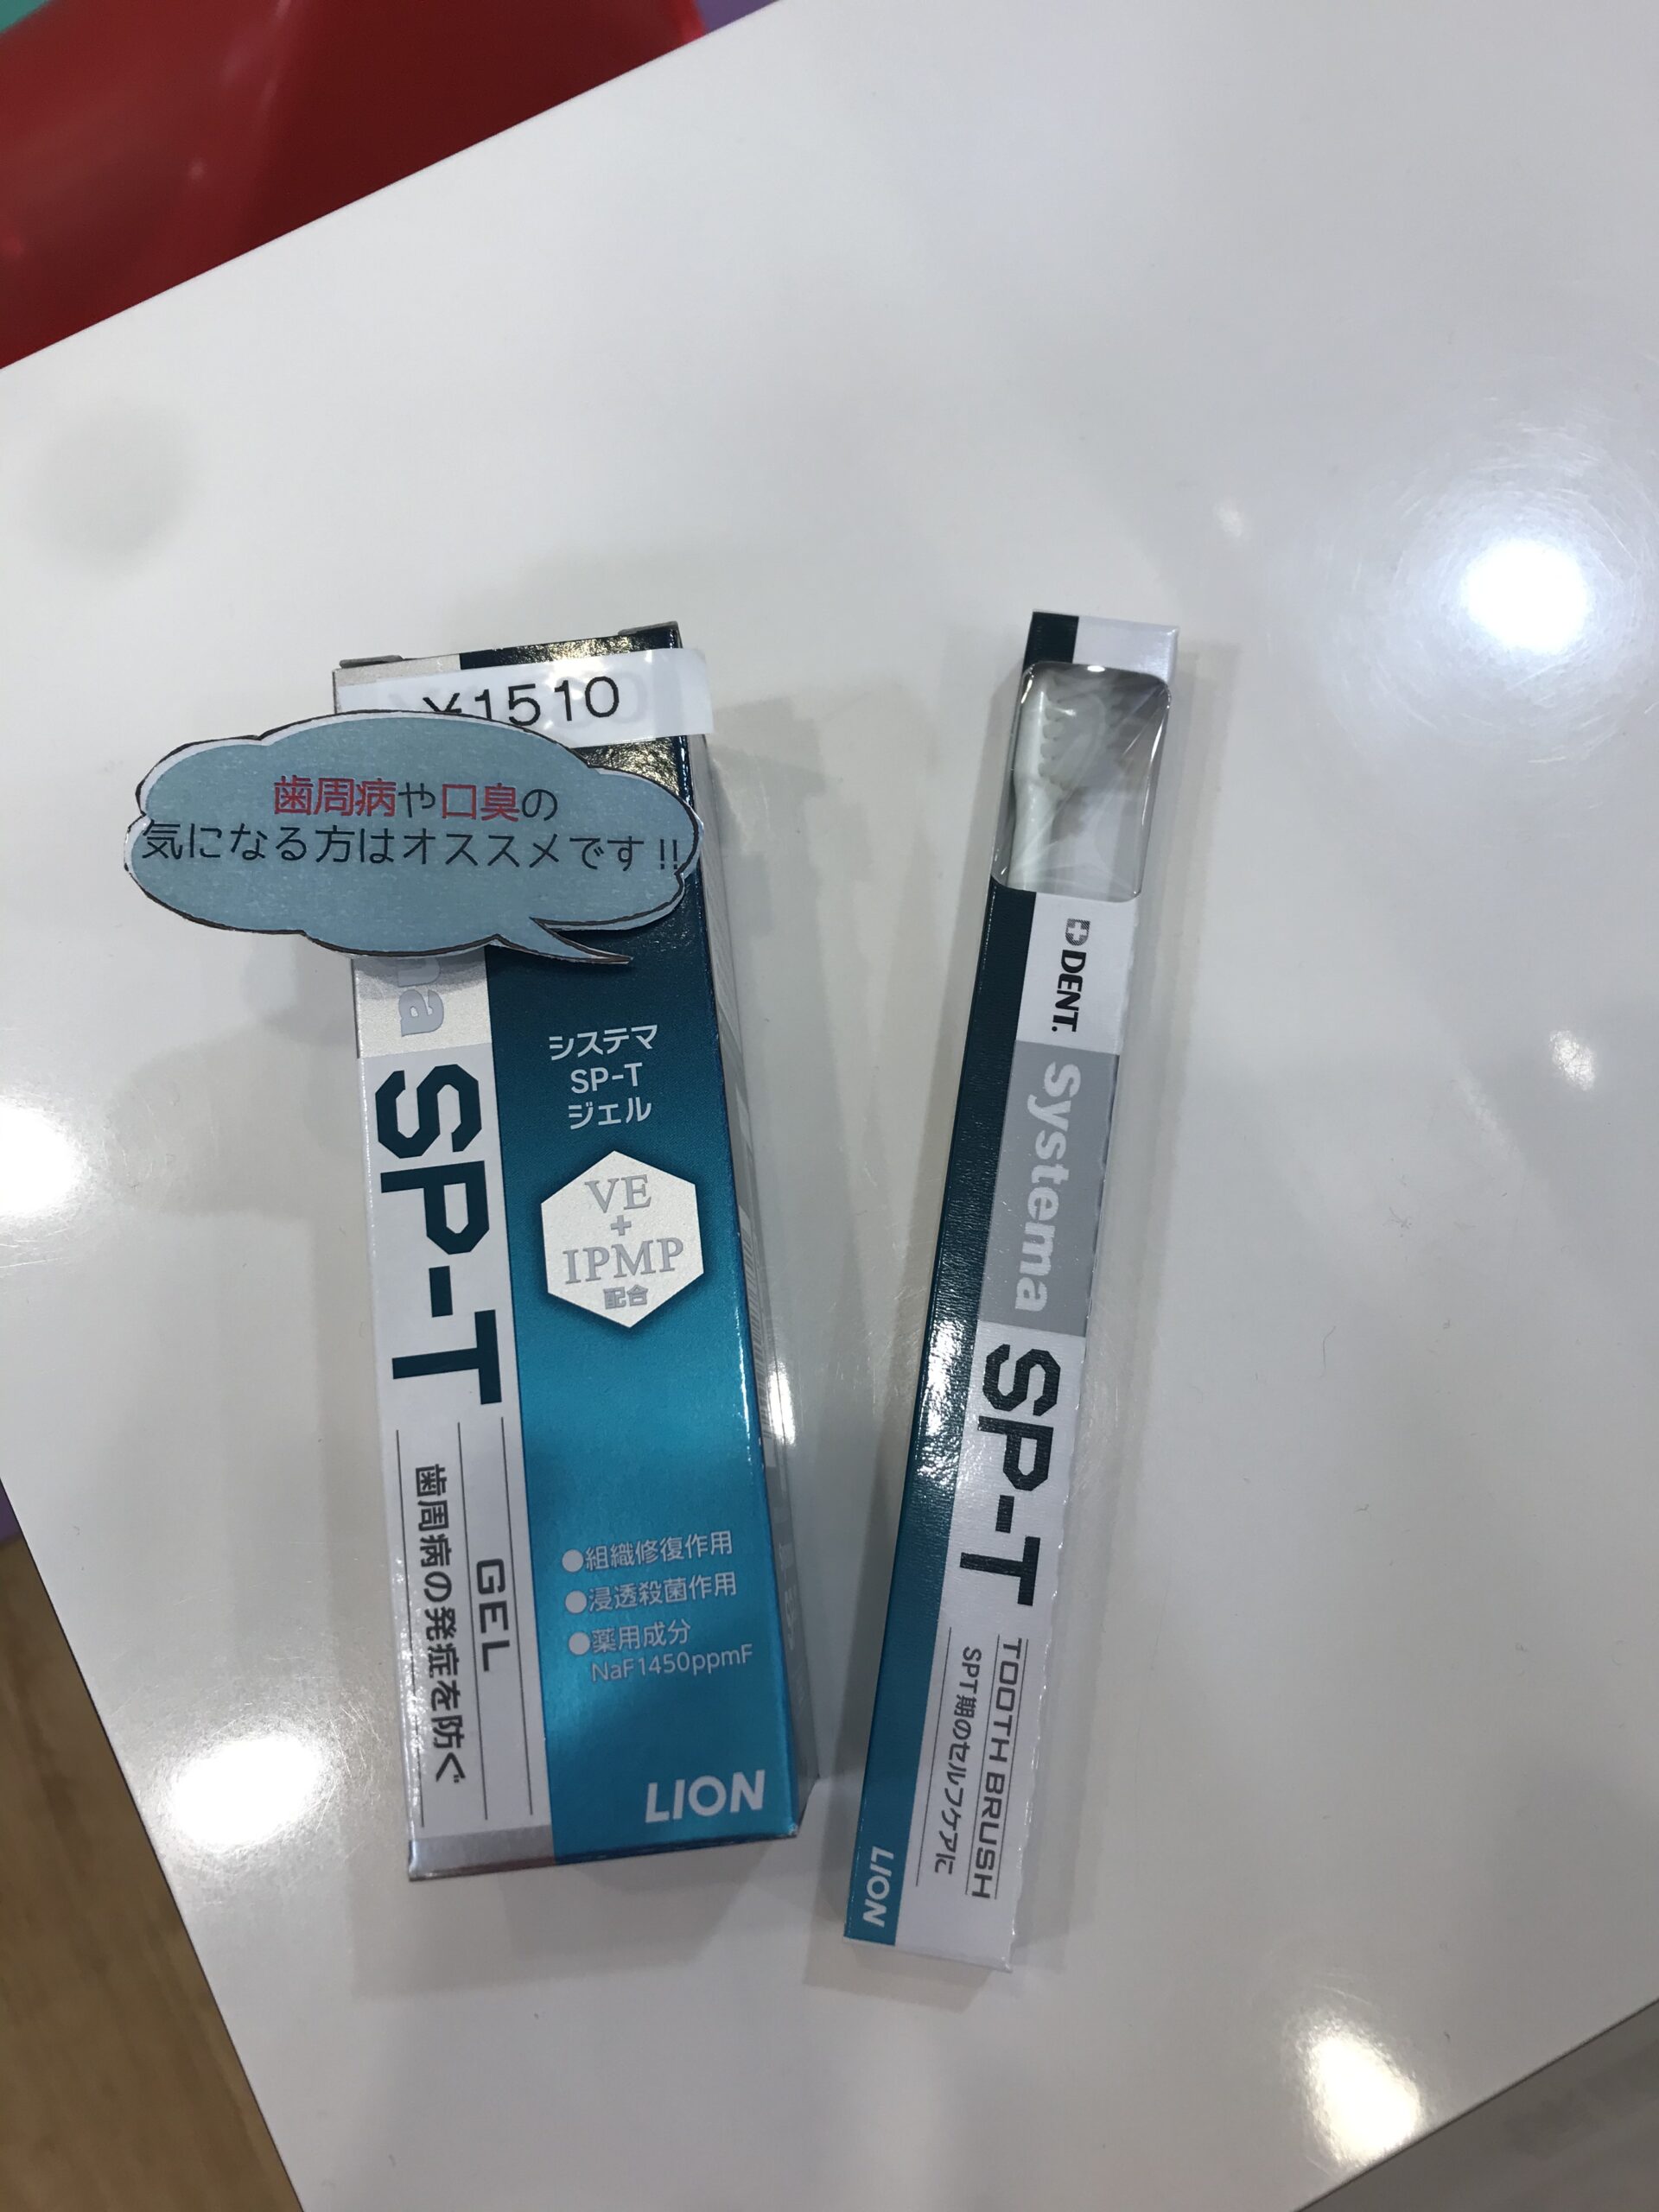 ¥1510
歯周病や口臭の
気になる方はオススメです!!
ma
SP-T
GEL
歯周病の発症を防ぐ
システマ
SP-T
ジェル
VE
+
IPMP
配合
●組織修復作用
●浸透殺菌作用
●薬用成分
NaF1450ppmF
LION
DENT.
Systema
SP-T
TOOTH BRUSH
SPT期のセルフケアに
LION